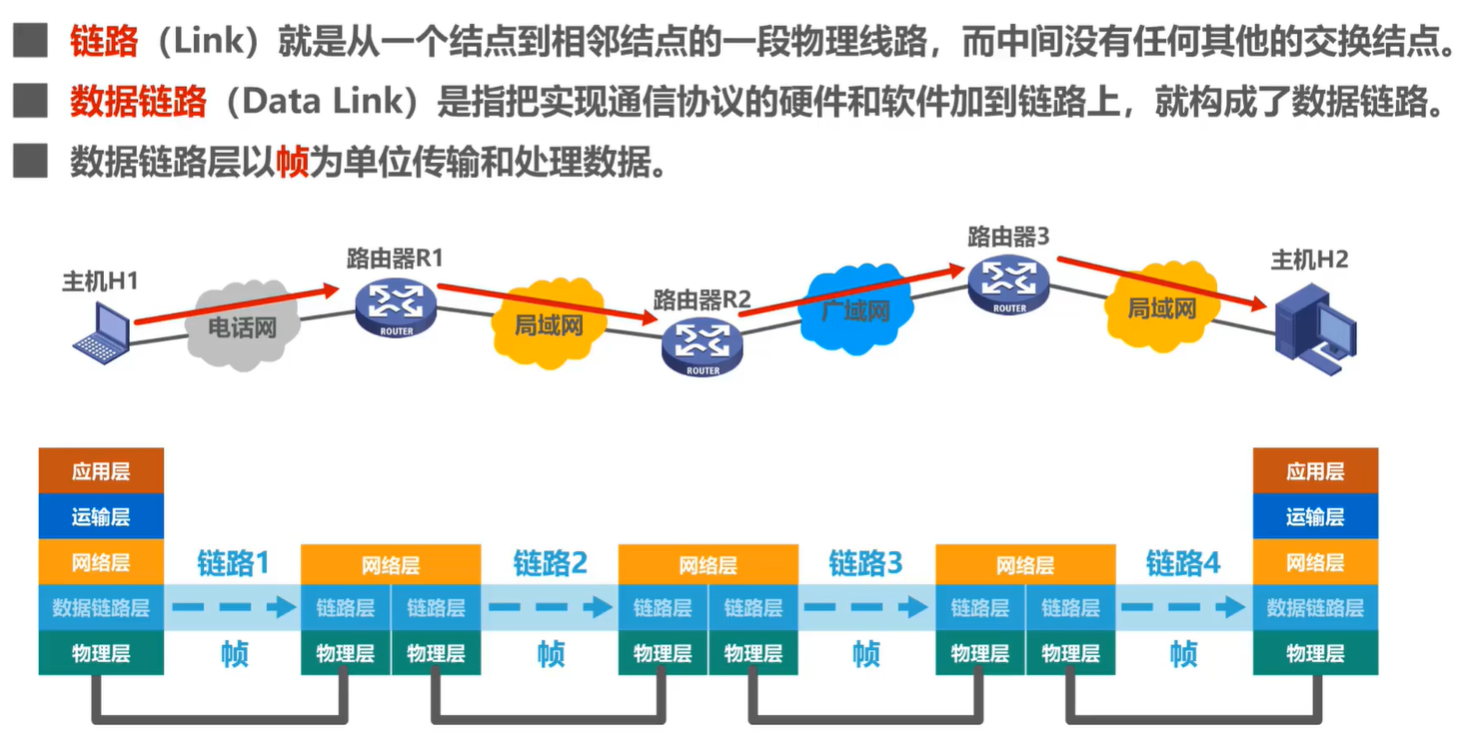 链路（Link）就是从一个结点到相邻结点的一段物理线路，而中间没有任何其他的交换结点。
数据链路（Data Link）是指把实现通信协议的硬件和软件加到链路上，就构成了数据链路。
数据链路层以帧为单位传输和处理数据。
主机H1
路由器R1
路由器R2
路由器3
主机H2
电话网
ROUTER
局域网
ROUTER
广域网
ROUTER
局域网
应用层
运输层
网络层
数据链路层
物理层
链路1
帧
网络层
链路层 链路层
物理层 物理层
链路2
帧
网络层
链路层 链路层
物理层 物理层
链路3
帧
网络层
链路层 链路层
物理层 物理层
链路4
帧
应用层
运输层
网络层
数据链路层
物理层